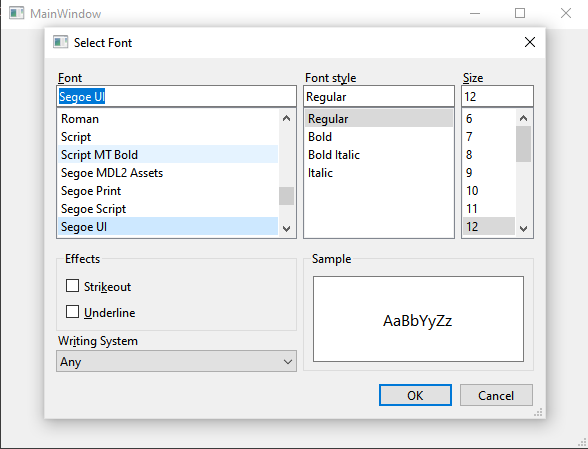 MainWindow
Select Font
Font
Segoe UI
Roman
Script
Script MT Bold
Segoe MDL2 Assets
Segoe Print
Segoe Script
Segoe UI
Font style
Regular
Regular
Bold
Bold Italic
Italic
Size
12
6
7
8
9
10
11
12
Effects
Strikeout
Underline
Writing System
Any
Sample
AaBbYyZz
OK
Cancel